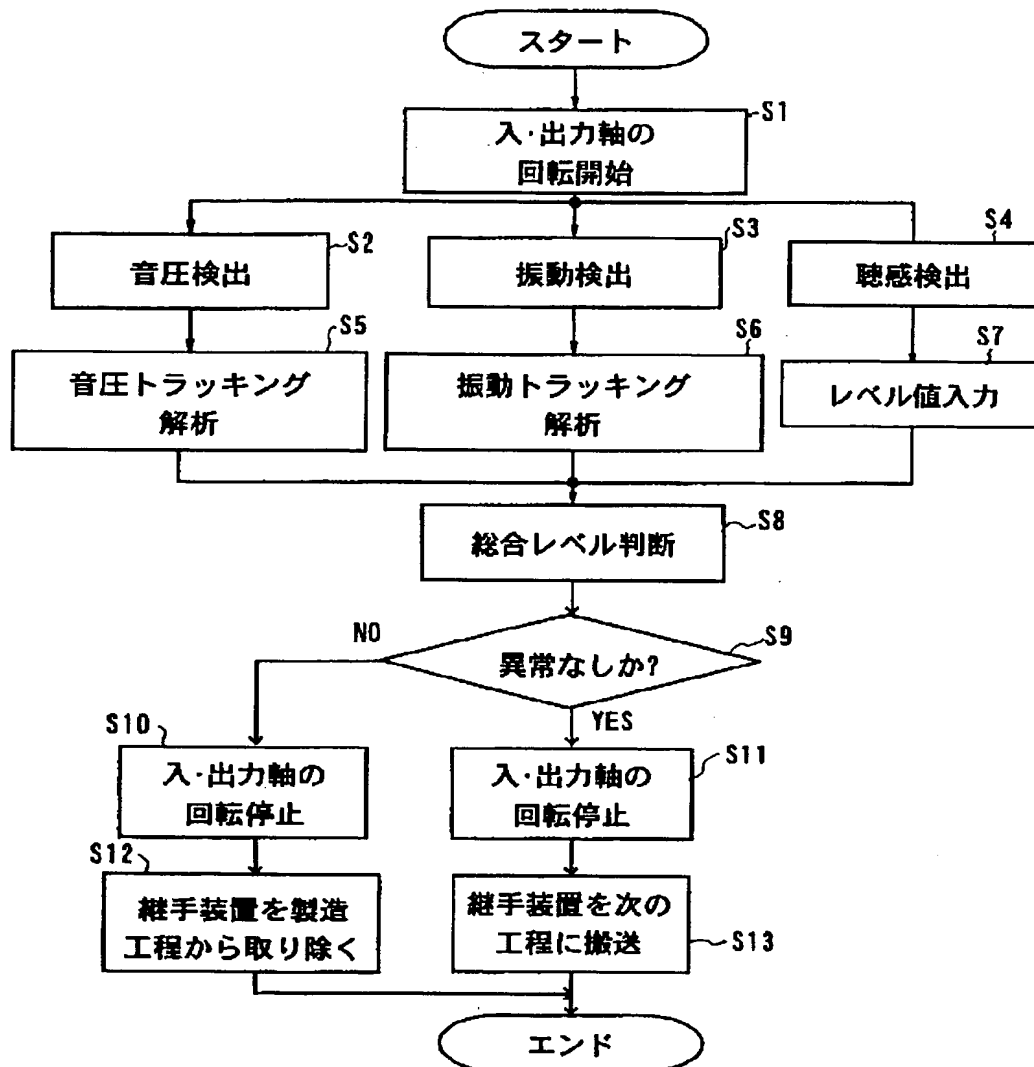 スタート
S1
入・出力軸の
回転開始
S2
音圧検出
S3
振動検出
S4
聴感検出
S5
音圧トラッキング
解析
S6
振動トラッキング
解析
S7
レベル値入力
S8
総合レベル判断
S9
異常なしか?
NO
YES
S10
入・出力軸の
回転停止
S11
入・出力軸の
回転停止
S12
継手装置を製造
工程から取り除く
S13
継手装置を次の
工程に搬送
エンド